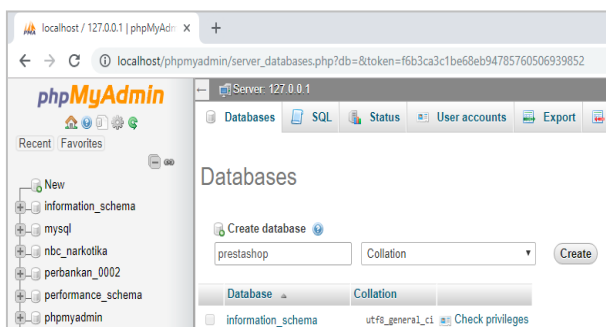 localhost / 127.0.0.1 | phpMyAdm
localhost/phpmyadmin/server_databases.php?db=&token=f6b3ca3c1be68eb94785760506939852
phpMyAdmin
Recent Favorites
New
information_schema
mysql
nbc_narkotika
perbankan_0002
performance_schema
phpmyadmin
Server: 127.0.0.1
Databases SQL Status User accounts Export
Databases
Create database
prestashop Collation Create
Database Collation
information_schema utf8_general_ci Check privileges